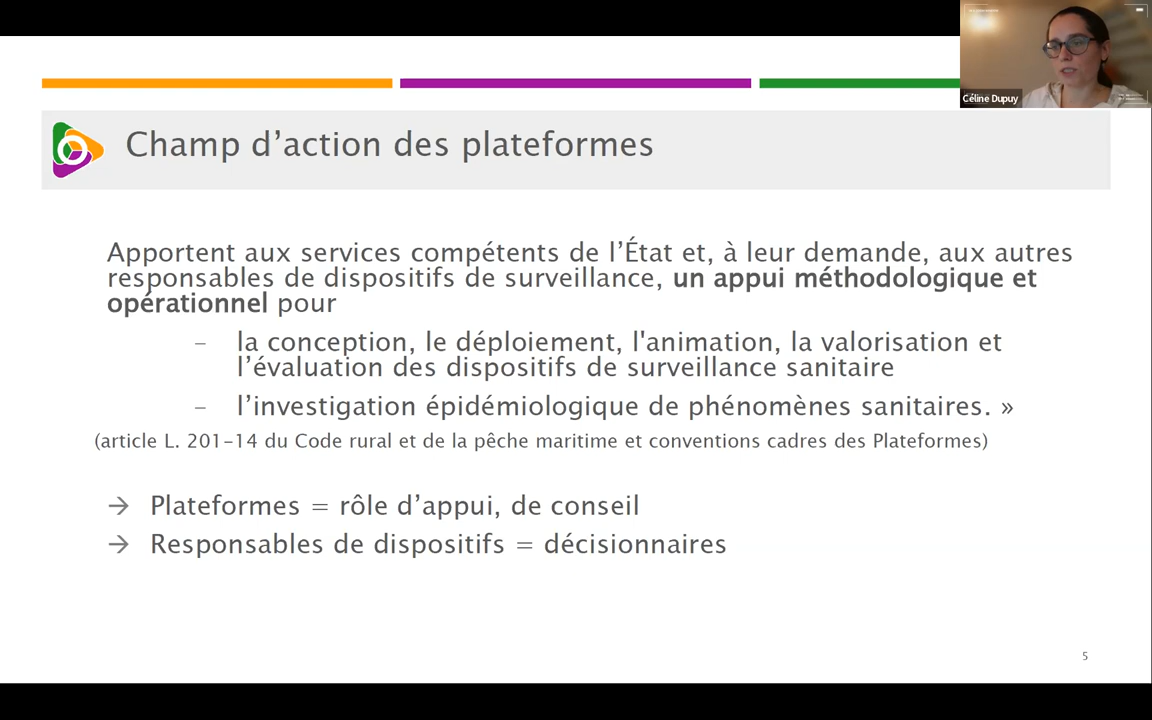 Céline Dupuy
Champ d’action des plateformes
Apportent aux services compétents de l’État et, à leur demande, aux autres
responsables de dispositifs de surveillance, un appui méthodologique et
opérationnel pour
– la conception, le déploiement, l'animation, la valorisation et
l’évaluation des dispositifs de surveillance sanitaire
– l’investigation épidémiologique de phénomènes sanitaires. »
(article L. 201-14 du Code rural et de la pêche maritime et conventions cadres des Plateformes)
→ Plateformes = rôle d’appui, de conseil
→ Responsables de dispositifs = décisionnaires
5